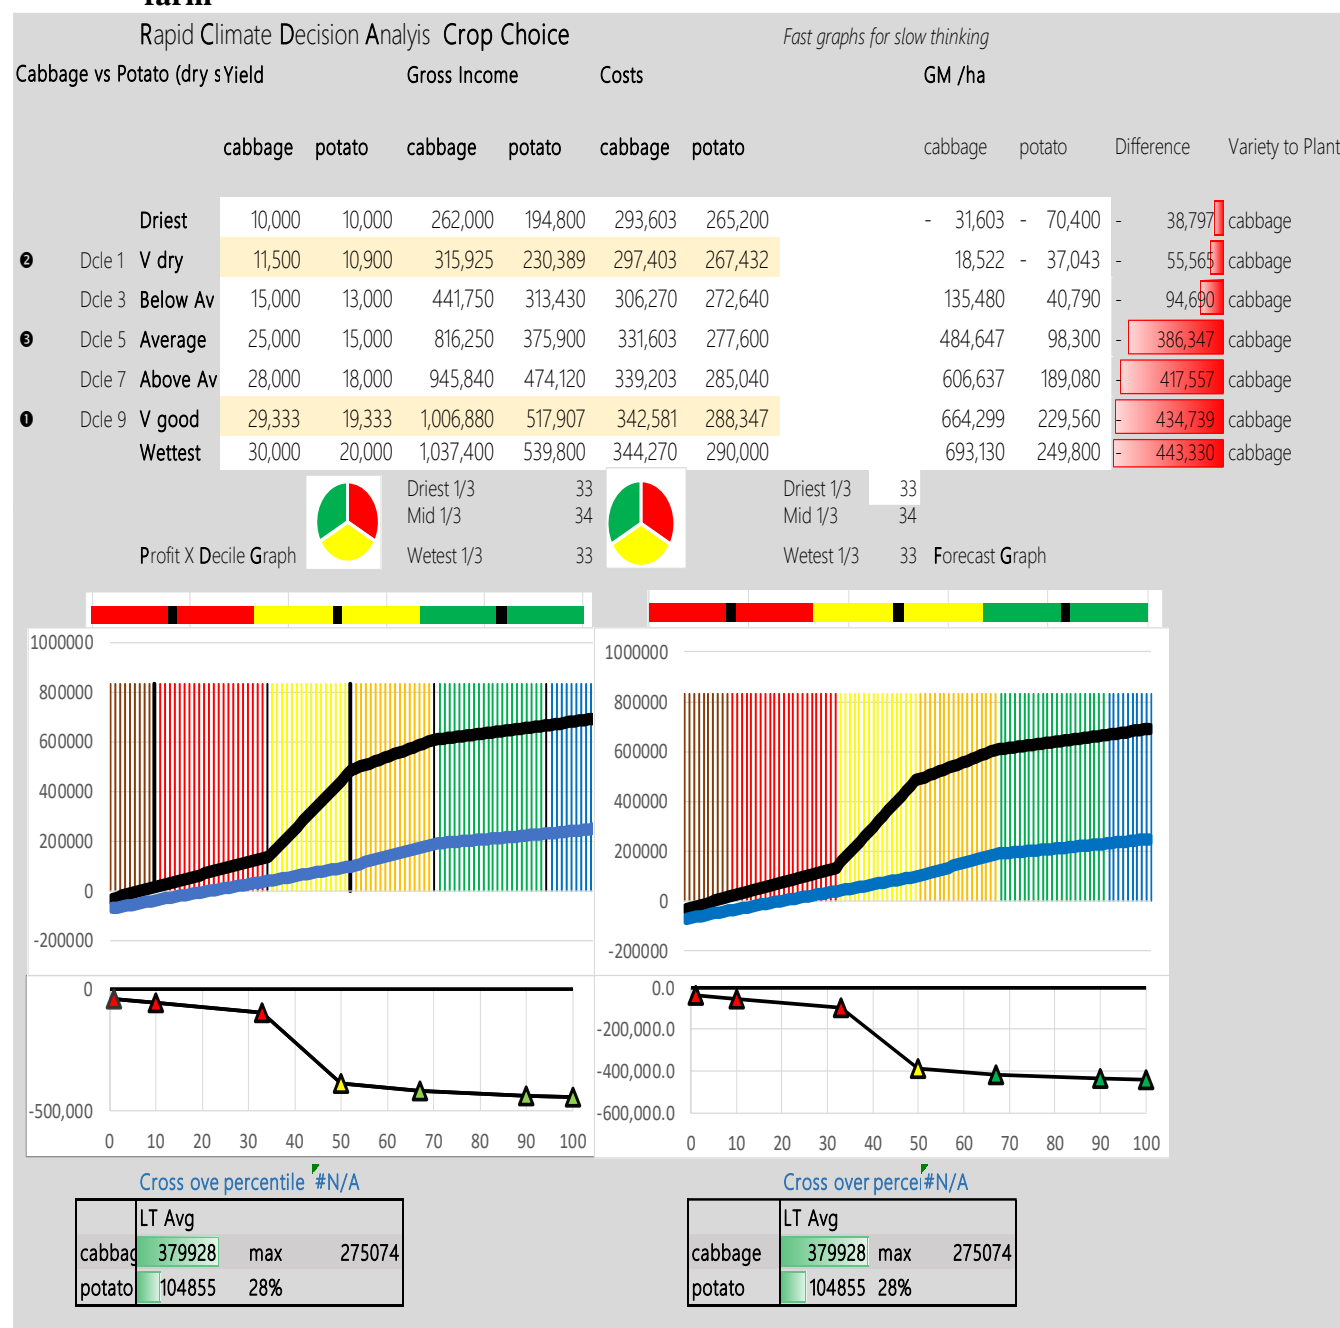 farm
Rapid Climate Decision Analyis Crop Choice Fast graphs for slow thinking
Cabbage vs Potato (dry s Yield Gross Income Costs GM /ha
cabbage potato cabbage potato cabbage potato cabbage potato Difference Variety to Plant
Driest 10,000 10,000 262,000 194,800 293,603 265,200 - 31,603 - 70,400 - 38,797 cabbage
❷ Dcle 1 V dry 11,500 10,900 315,925 230,389 297,403 267,432 18,522 - 37,043 - 55,565 cabbage
Dcle 3 Below Av 15,000 13,000 441,750 313,430 306,270 272,640 135,480 40,790 - 94,690 cabbage
❸ Dcle 5 Average 25,000 15,000 816,250 375,900 331,603 277,600 484,647 98,300 - 386,347 cabbage
Dcle 7 Above Av 28,000 18,000 945,840 474,120 339,203 285,040 606,637 189,080 - 417,557 cabbage
❶ Dcle 9 V good 29,333 19,333 1,006,880 517,907 342,581 288,347 664,299 229,560 - 434,739 cabbage
Wettest 30,000 20,000 1,037,400 539,800 344,270 290,000 693,130 249,800 - 443,330 cabbage
Driest 1/3 33 Driest 1/3 33
Mid 1/3 34 Mid 1/3 34
Profit X Decile Graph Wetest 1/3 33 Wetest 1/3 33 Forecast Graph
1000000
800000
600000
400000
200000
0
-200000
1000000
800000
600000
400000
200000
0
-200000
0
-500,000
0 10 20 30 40 50 60 70 80 90 100
0.0
-200,000.0
-400,000.0
-600,000.0
0 10 20 30 40 50 60 70 80 90 100
Cross ove percentile #N/A
LT Avg
cabbag 379928 max 275074
potato 104855 28%
Cross over percei #N/A
LT Avg
cabbage 379928 max 275074
potato 104855 28%